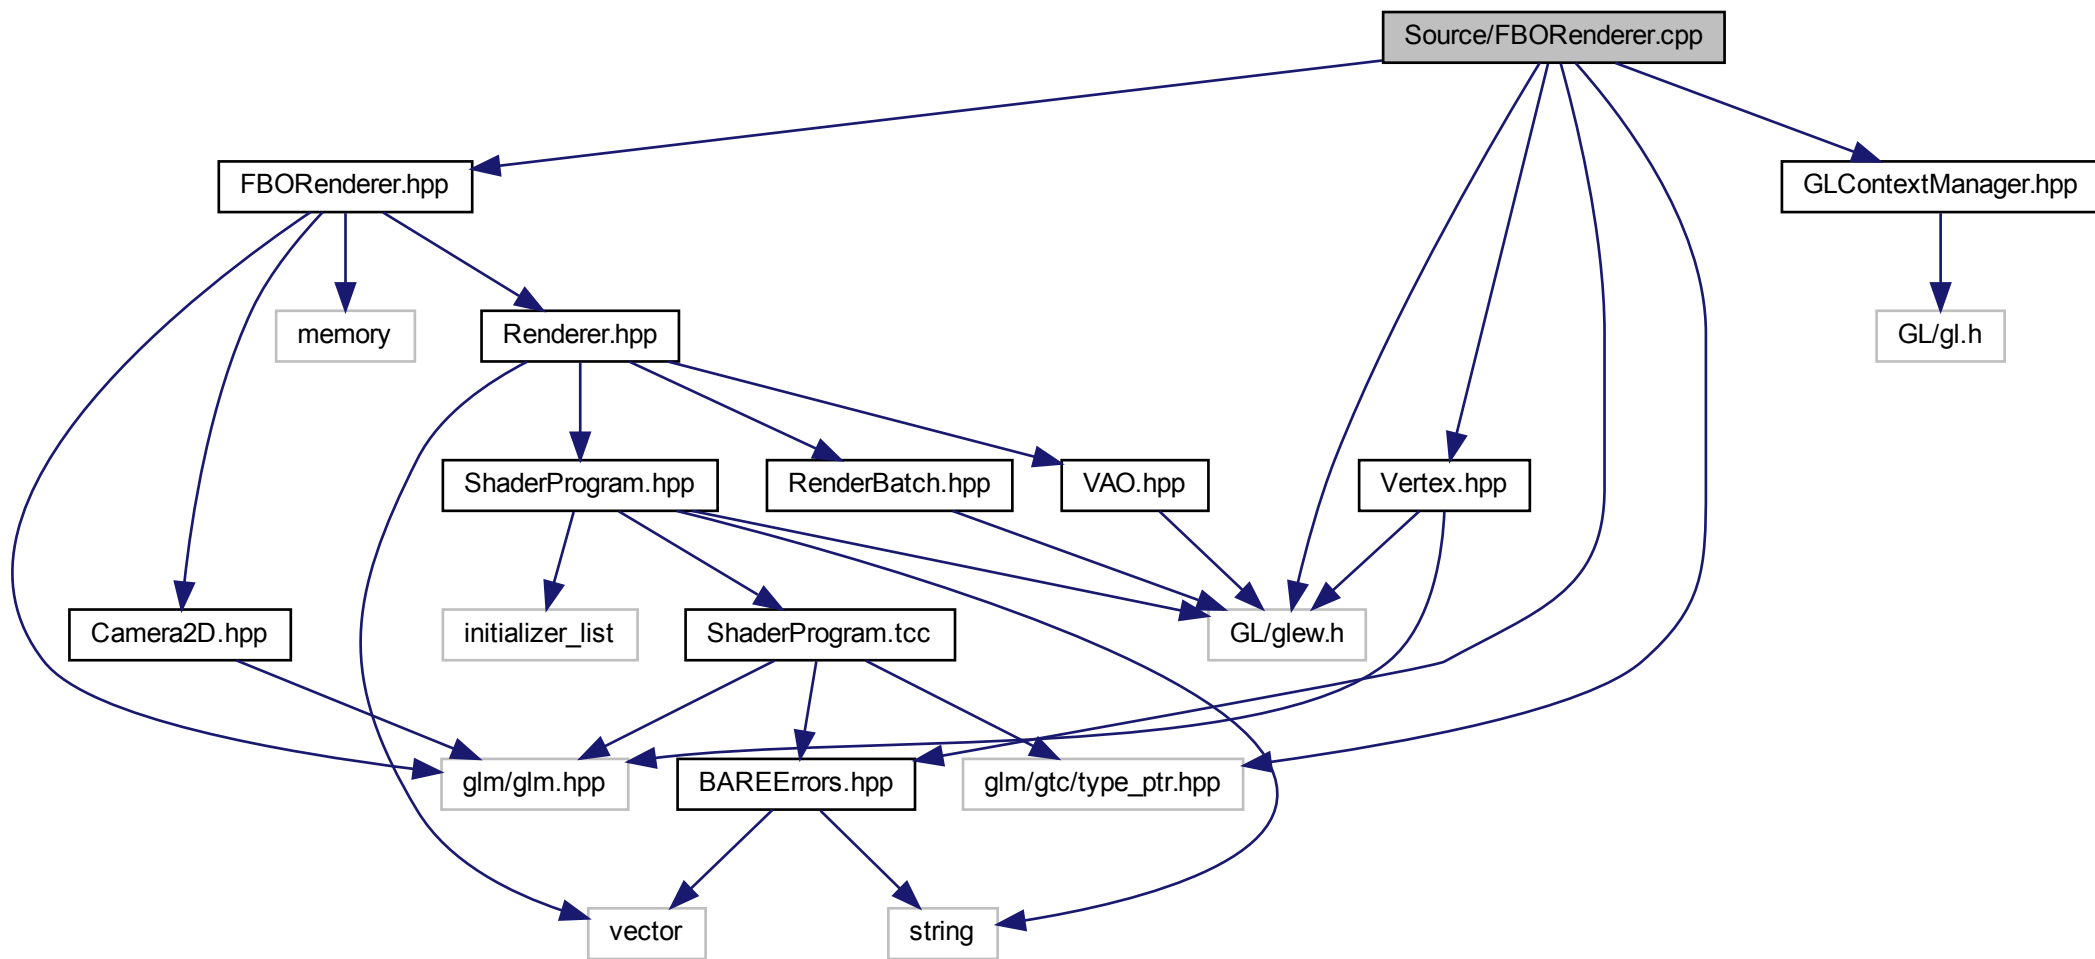 Source/FBORenderer.cpp
FBORenderer.hpp
GLContextManager.hpp
memory
Renderer.hpp
GL/gl.h
ShaderProgram.hpp
RenderBatch.hpp
VAO.hpp
Vertex.hpp
Camera2D.hpp
initializer_list
ShaderProgram.tcc
GL/glew.h
glm/glm.hpp
BAREErrors.hpp
glm/gtc/type_ptr.hpp
vector
string